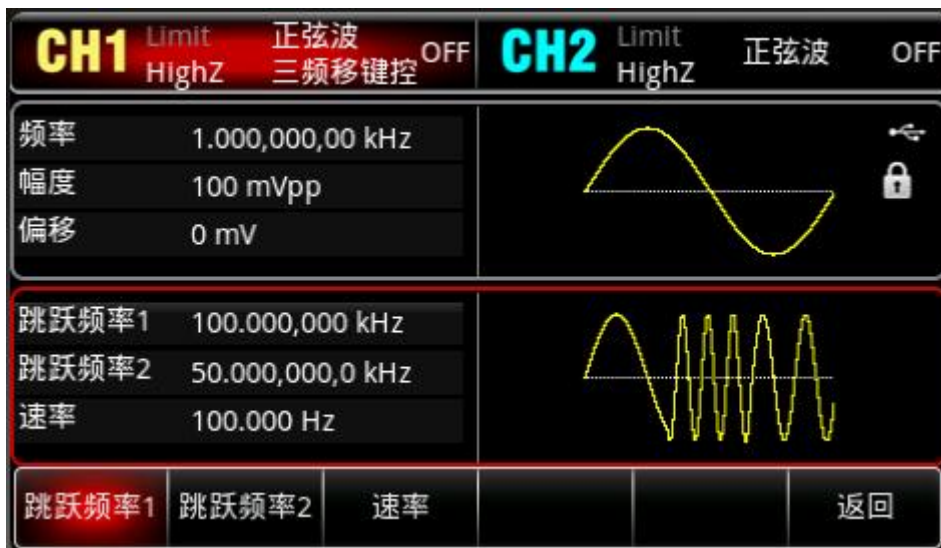 CH1 Limit 正弦波 OFF CH2 Limit 正弦波 OFF
HighZ 三频移键控 HighZ
频率 1.000,000,00 kHz
幅度 100 mVpp
偏移 0 mV
跳跃频率1 100.000,000 kHz
跳跃频率2 50.000,000,0 kHz
速率 100.000 Hz
跳跃频率1 跳跃频率2 速率 返回